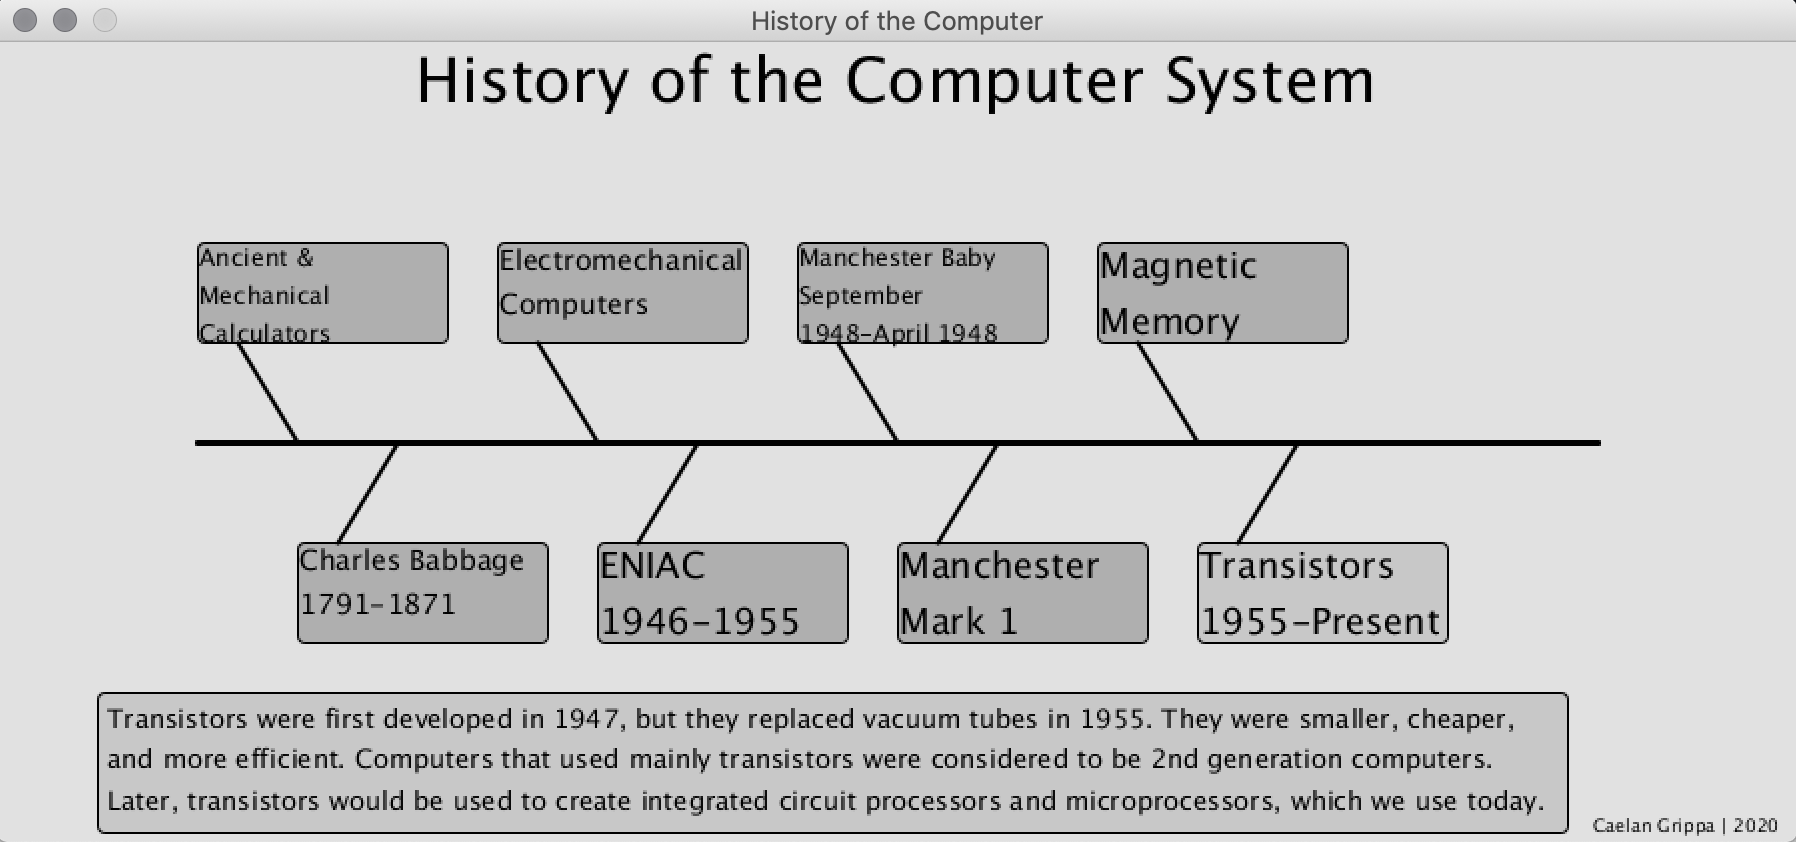 History of the Computer
History of the Computer System
Ancient &
Mechanical
Calculators
Electromechanical
Computers
Manchester Baby
September
1948-April 1948
Magnetic
Memory
Charles Babbage
1791-1871
ENIAC
1946-1955
Manchester
Mark 1
Transistors
1955-Present
Transistors were first developed in 1947, but they replaced vacuum tubes in 1955. They were smaller, cheaper,
and more efficient. Computers that used mainly transistors were considered to be 2nd generation computers.
Later, transistors would be used to create integrated circuit processors and microprocessors, which we use today.
Caelan Grippa | 2020